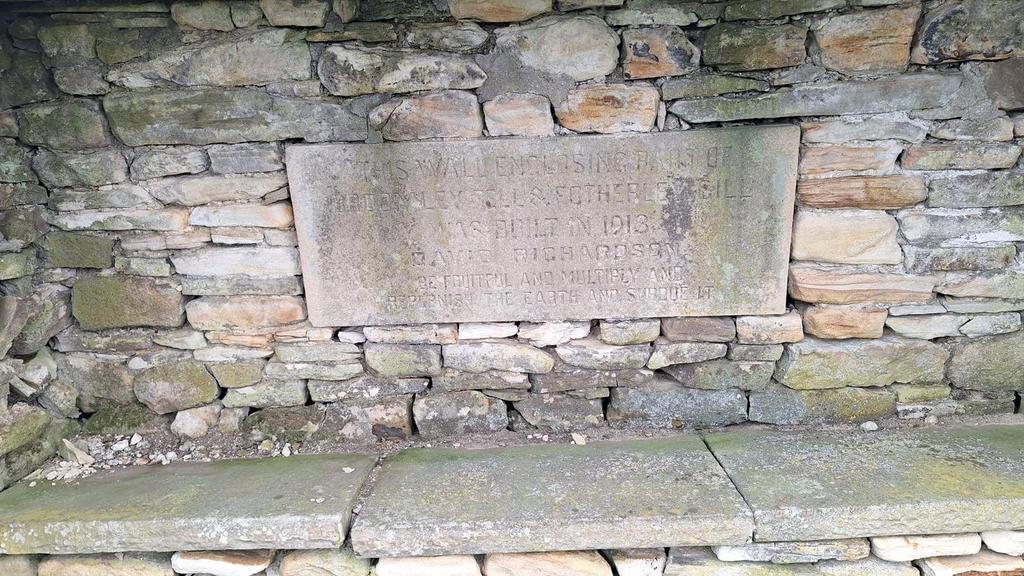 THIS WALL ENCLOSING PART OF
FELL & FOTHERLEY GILL
WAS BUILT IN 1913
DAVID RICHARDSON
BE FRUITFUL AND MULTIPLY AND
REPLENISH THE EARTH AND SUBDUE IT